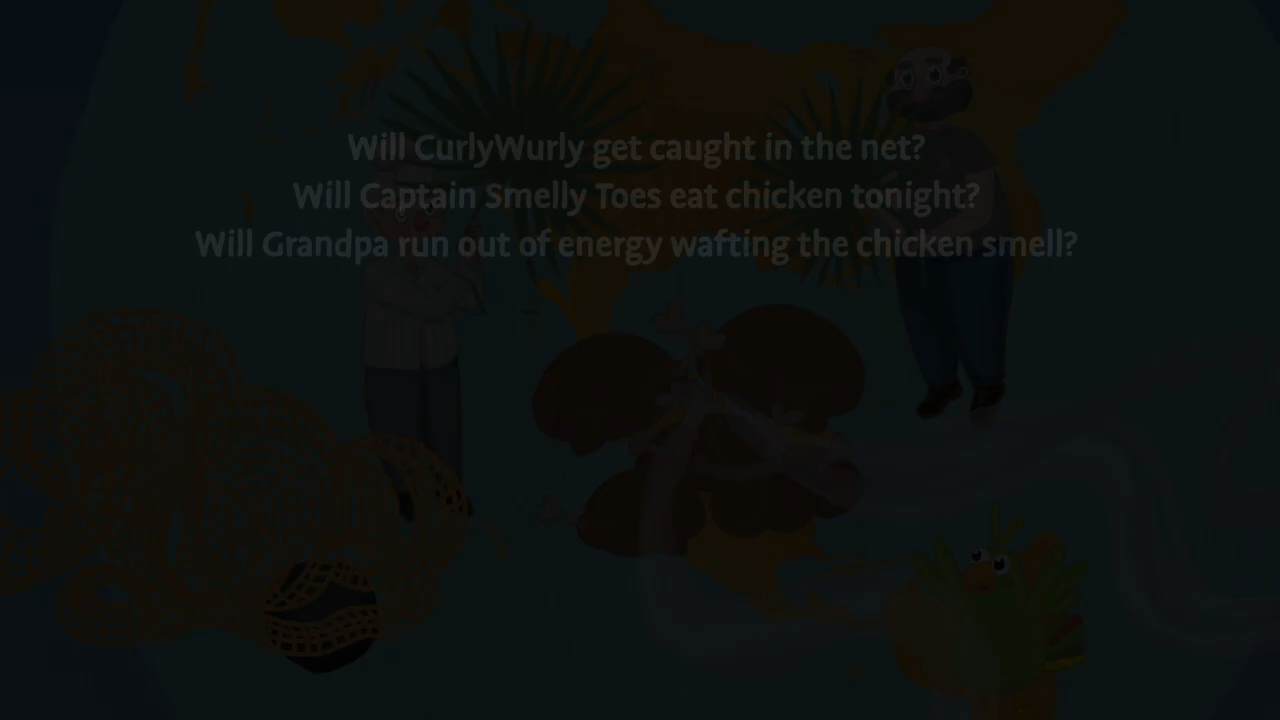 Will CurlyWurly get caught in the net?
Will Captain Smelly Toes eat chicken tonight?
Will Grandpa run out of energy wafting the chicken smell?